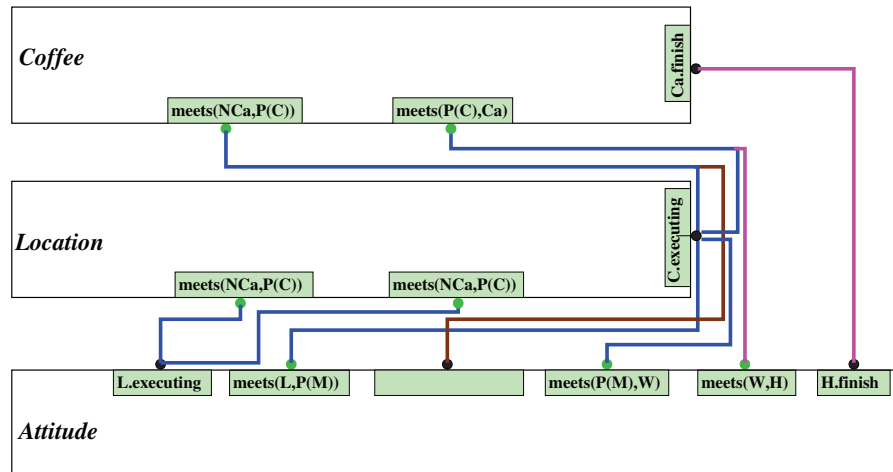 Coffee
Ca.finish
meets(NCa,P(C))
meets(P(C),Ca)
Location
C.executing
meets(NCa,P(C))
meets(NCa,P(C))
L.executing
meets(L,P(M))
meets(P(M),W)
meets(W,H)
H.finish
Attitude